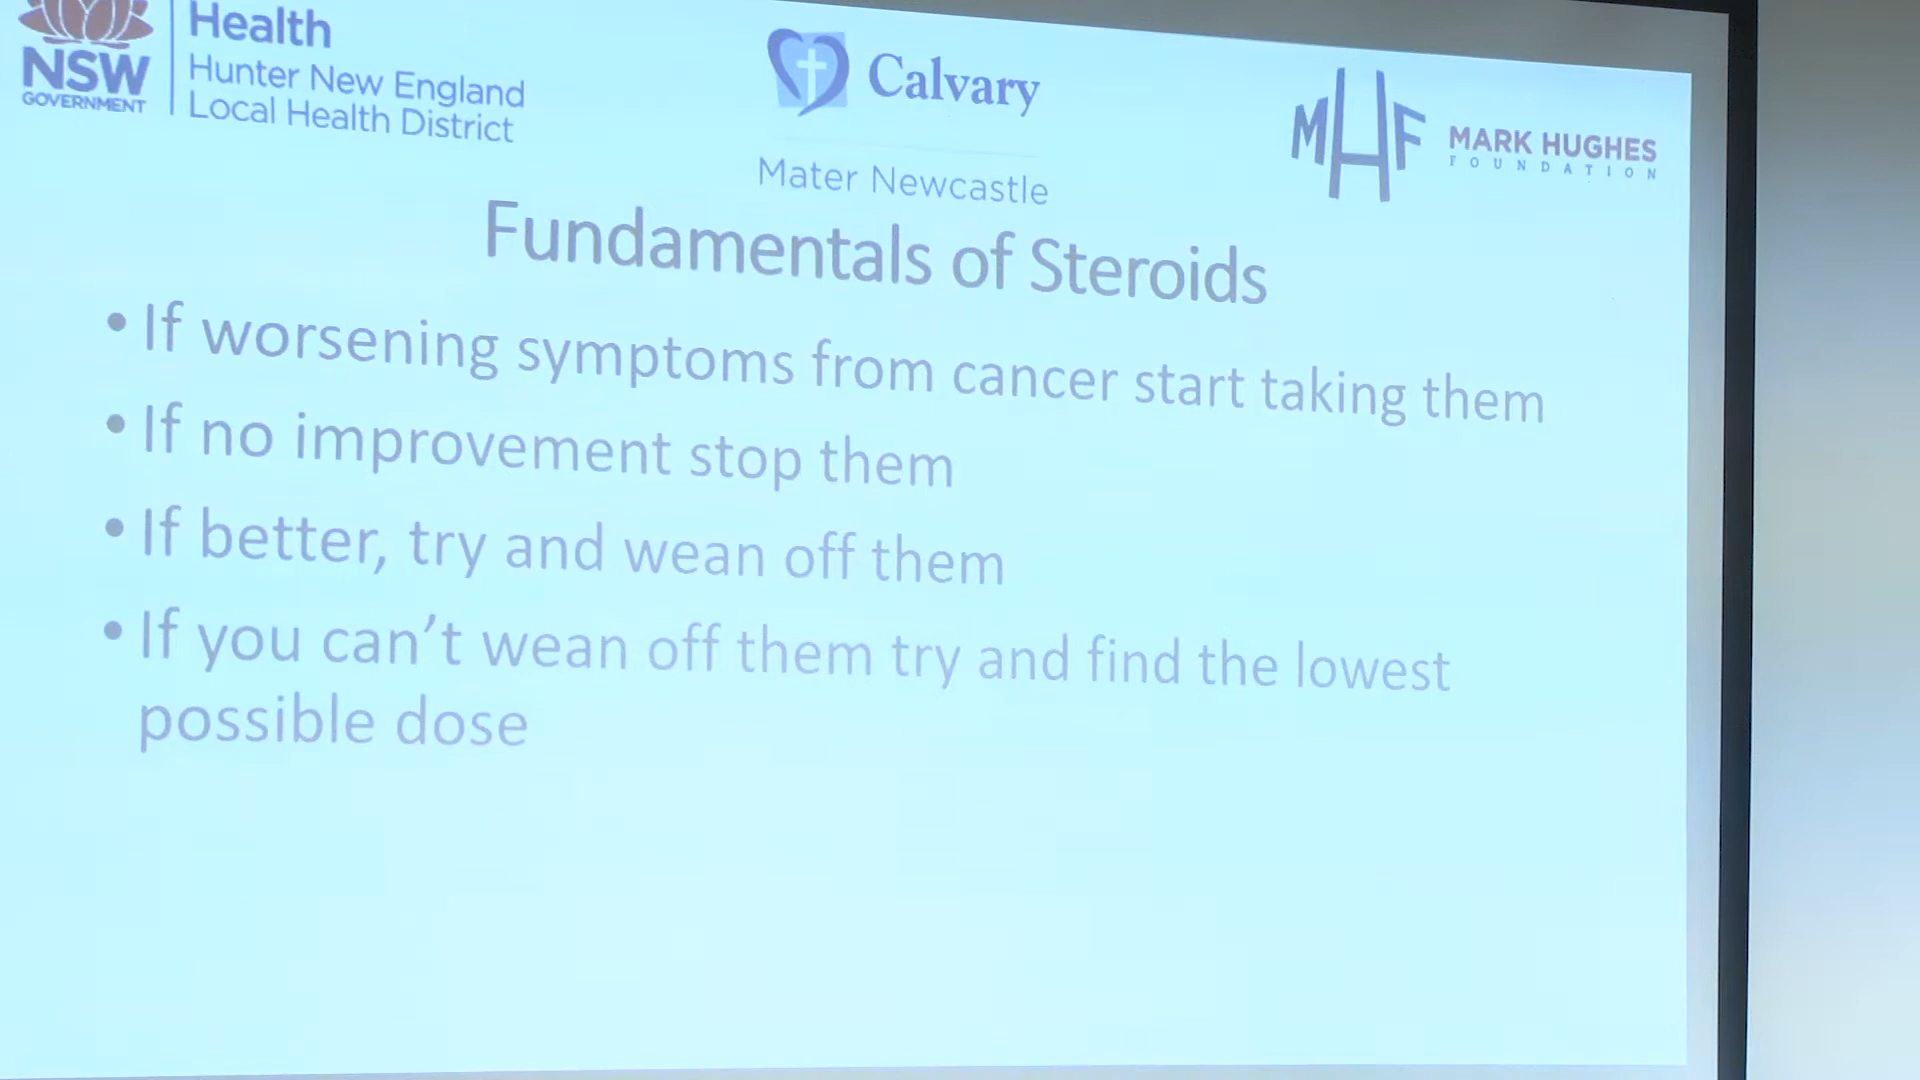 Health
NSW
GOVERNMENT
Hunter New England
Local Health District
Calvary
Mater Newcastle
MHF
MARK HUGHES
FOUNDATION
Fundamentals of Steroids
• If worsening symptoms from cancer start taking them
• If no improvement stop them
• If better, try and wean off them
• If you can’t wean off them try and find the lowest
possible dose